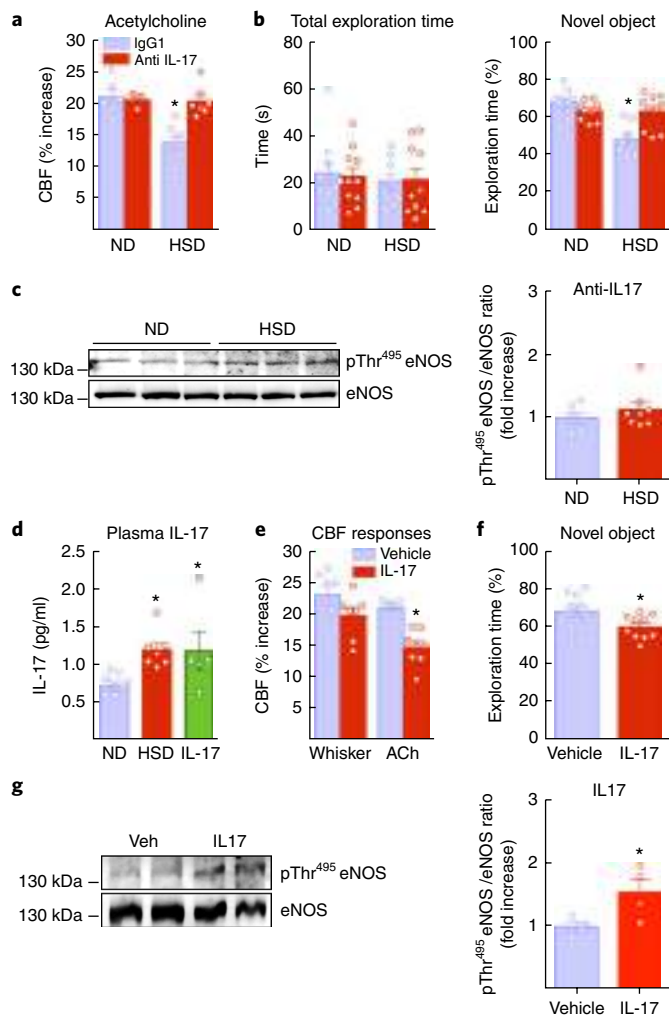 a
Acetylcholine
IgG1
Anti IL-17
CBF (% increase)
30
25
20
15
10
5
ND HSD
b
Total exploration time
Time (s)
80
60
40
20
0
ND HSD
Novel object
Exploration time (%)
100
80
60
40
20
0
ND HSD
*
*
c
ND HSD
130 kDa
pThr495 eNOS
eNOS
Anti-IL17
pThr495 eNOS/eNOS ratio
(fold increase)
3
2
1
0
ND HSD
d
Plasma IL-17
IL-17 (pg/ml)
2.5
2.0
1.5
1.0
0.5
* *
ND HSD IL-17
e
CBF responses
Vehicle
IL-17
CBF (% increase)
30
25
20
15
10
5
*
Whisker ACh
f
Novel object
Exploration time (%)
100
80
60
40
20
0
*
Vehicle IL-17
g
Veh IL17
130 kDa
pThr495 eNOS
130 kDa
eNOS
IL17
pThr495 eNOS/eNOS ratio
(fold increase)
3
2
1
0
*
Vehicle IL-17